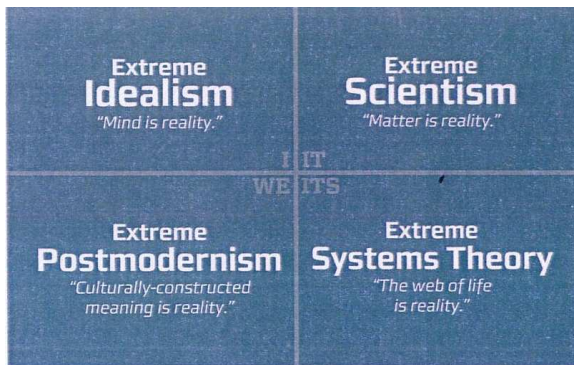 Extreme
Idealism
“Mind is reality.”
Extreme
Scientism
“Matter is reality.”
I IT
WE ITS
Extreme
Postmodernism
“Culturally-constructed
meaning is reality.”
Extreme
Systems Theory
“The web of life
is reality.”